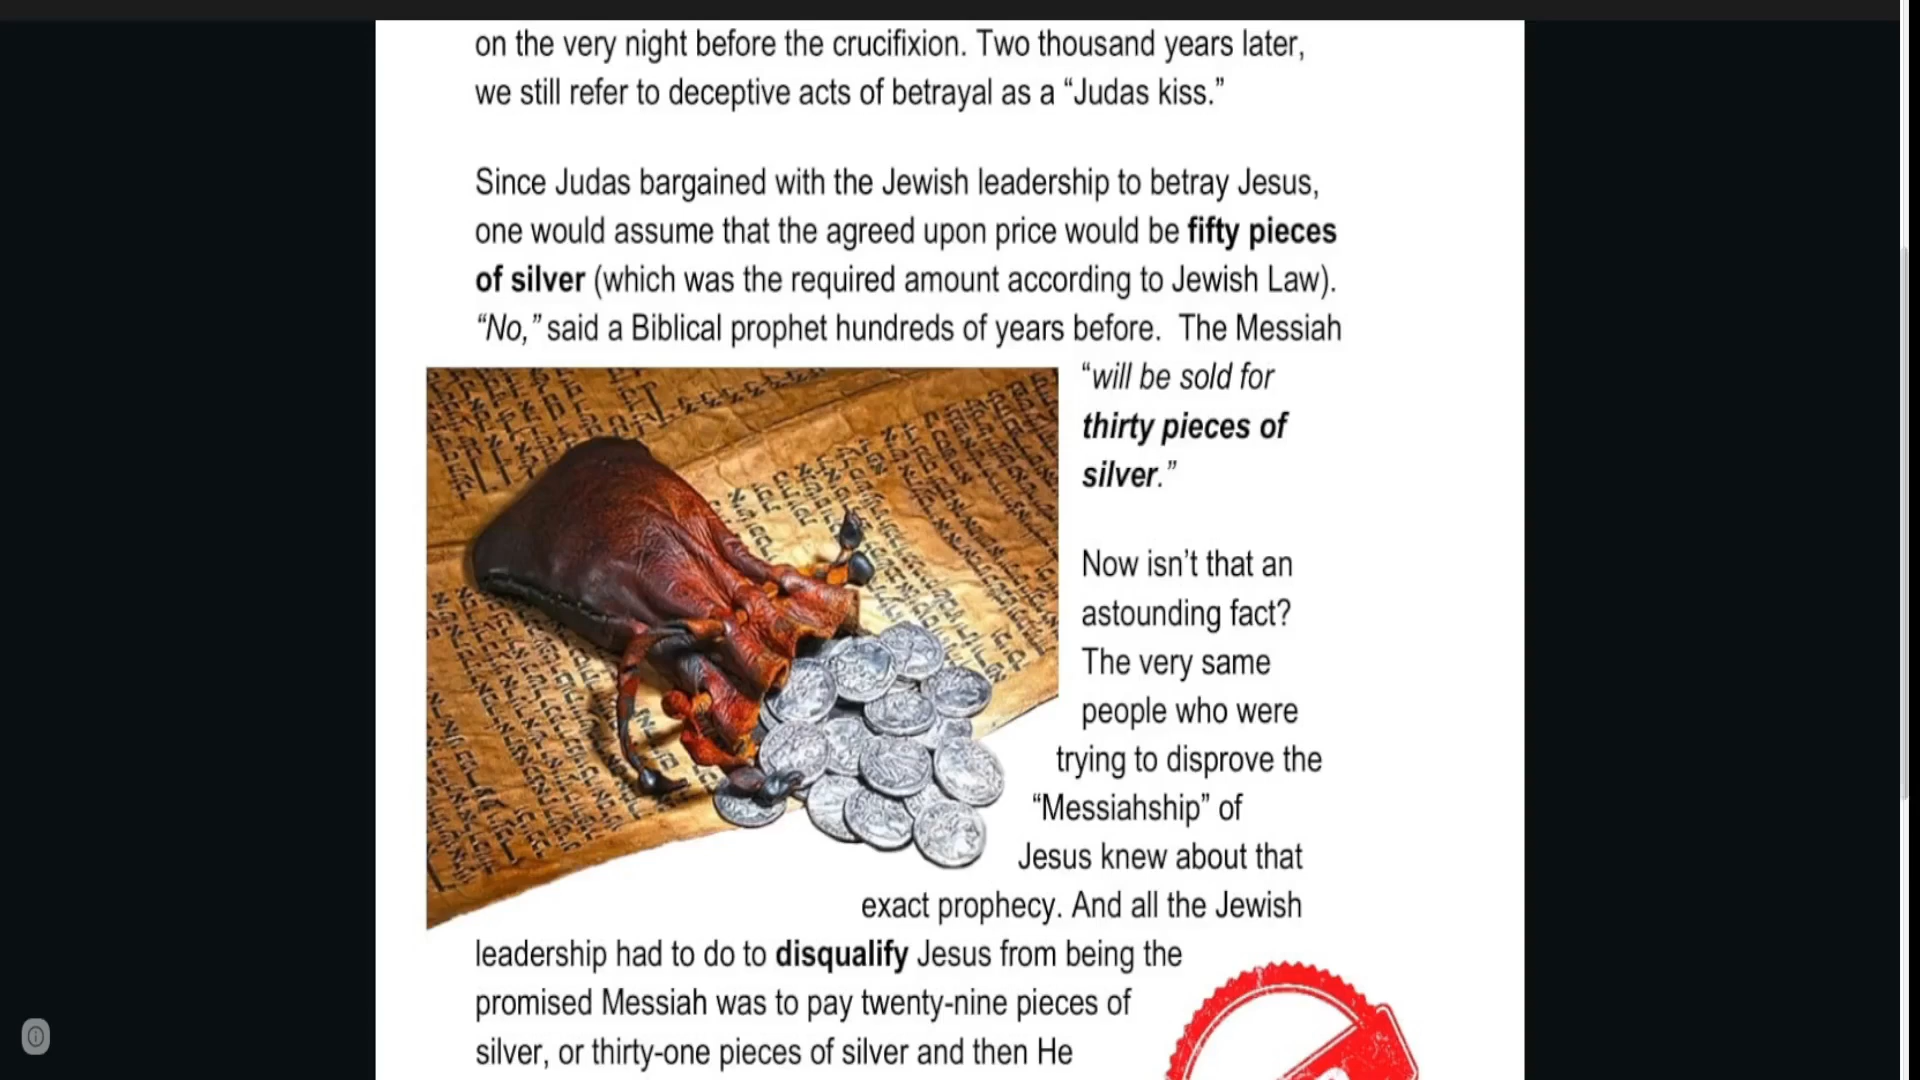 on the very night before the crucifixion. Two thousand years later,
we still refer to deceptive acts of betrayal as a “Judas kiss.”
Since Judas bargained with the Jewish leadership to betray Jesus,
one would assume that the agreed upon price would be fifty pieces
of silver (which was the required amount according to Jewish Law).
“No,” said a Biblical prophet hundreds of years before.  The Messiah
“will be sold for
thirty pieces of
silver.”
Now isn’t that an
astounding fact?
The very same
people who were
trying to disprove the
“Messiahship” of
Jesus knew about that
exact prophecy. And all the Jewish
leadership had to do to disqualify Jesus from being the
promised Messiah was to pay twenty-nine pieces of
silver, or thirty-one pieces of silver and then He